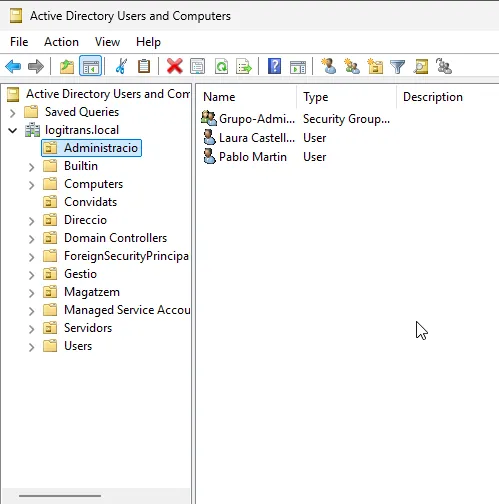 Active Directory Users and Computers
File Action View Help
Active Directory Users and Com
Saved Queries
logitrans.local
Administracio
Builtin
Computers
Convidats
Direccio
Domain Controllers
ForeignSecurityPrincipa
Gestio
Magatzem
Managed Service Accou
Servidors
Users
Name Type Description
Grupo-Admi... Security Group...
Laura Castell... User
Pablo Martin User